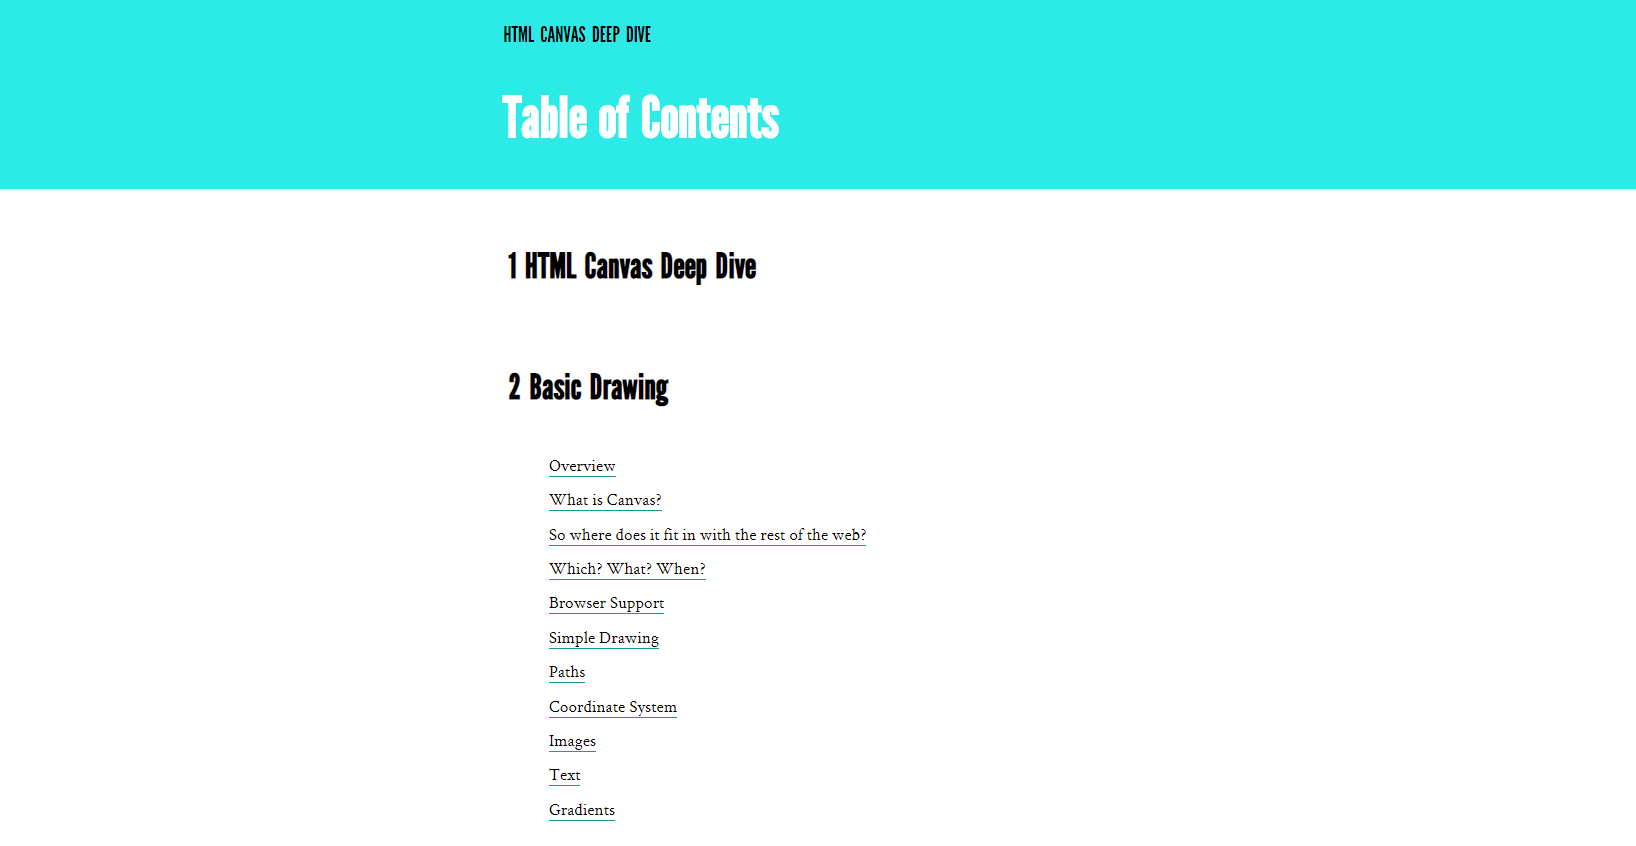 HTML CANVAS DEEP DIVE
Table of Contents
1 HTML Canvas Deep Dive
2 Basic Drawing
Overview
What is Canvas?
So where does it fit in with the rest of the web?
Which? What? When?
Browser Support
Simple Drawing
Paths
Coordinate System
Images
Text
Gradients